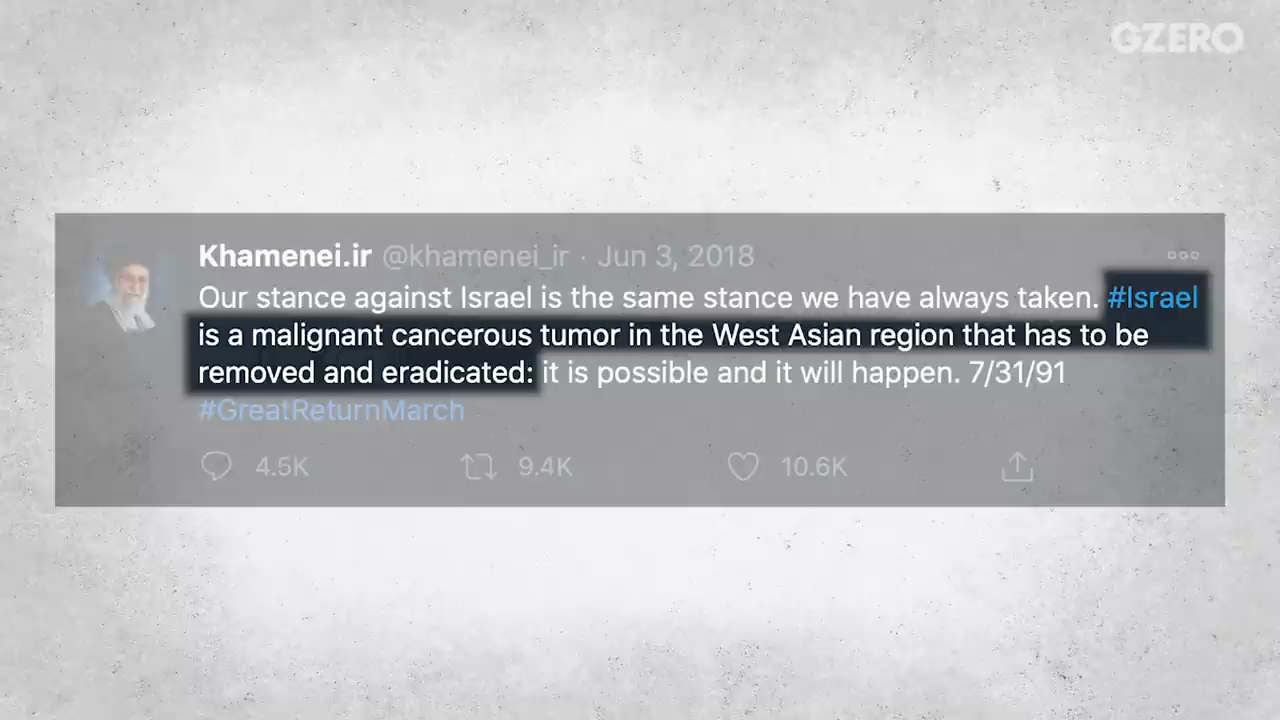 GZERO
Khamenei.ir @khamenei_ir · Jun 3, 2018
Our stance against Israel is the same stance we have always taken. #Israel
is a malignant cancerous tumor in the West Asian region that has to be
removed and eradicated: it is possible and it will happen. 7/31/91
#GreatReturnMarch
4.5K 9.4K 10.6K